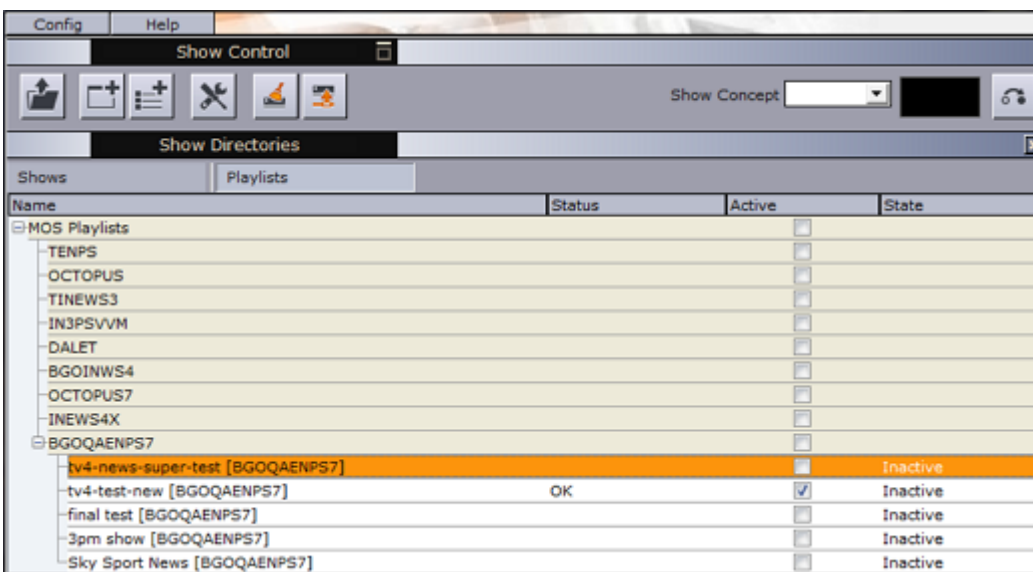 Config Help
Show Control
Show Concept
Show Directories
Shows Playlists
Name Status Active State
MOS Playlists
TENPS
OCTOPUS
TINEWS3
IN3PSVVM
DALET
BGOINWS4
OCTOPUS7
INEWS4X
BGOQAENPS7
tv4-news-super-test [BGOQAENPS7] Inactive
tv4-test-new [BGOQAENPS7] OK Inactive
final test [BGOQAENPS7] Inactive
3pm show [BGOQAENPS7] Inactive
Sky Sport News [BGOQAENPS7] Inactive